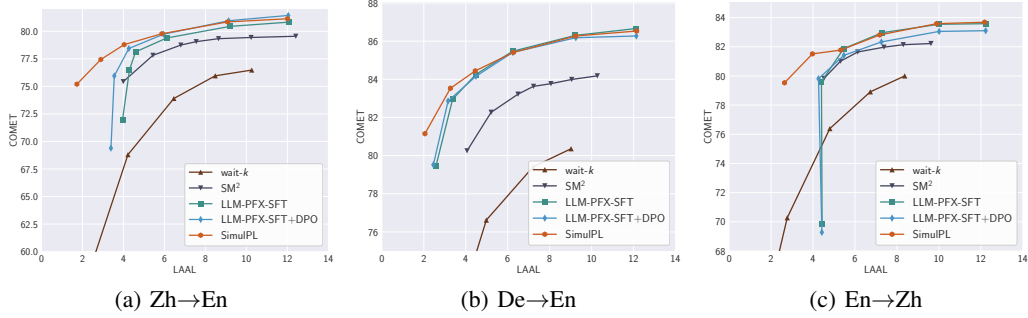 80.0
77.5
75.0
72.5
70.0
67.5
65.0
62.5
60.0
COMET
0 2 4 6 8 10 12 14
LAAL
wait-k
SM²
LLM-PFX-SFT
LLM-PFX-SFT+DPO
SimulPL
(a) Zh→En
88
86
84
82
80
78
76
COMET
0 2 4 6 8 10 12 14
LAAL
wait-k
SM²
LLM-PFX-SFT
LLM-PFX-SFT+DPO
SimulPL
(b) De→En
84
82
80
78
76
74
72
70
68
COMET
0 2 4 6 8 10 12 14
LAAL
wait-k
SM²
LLM-PFX-SFT
LLM-PFX-SFT+DPO
SimulPL
(c) En→Zh